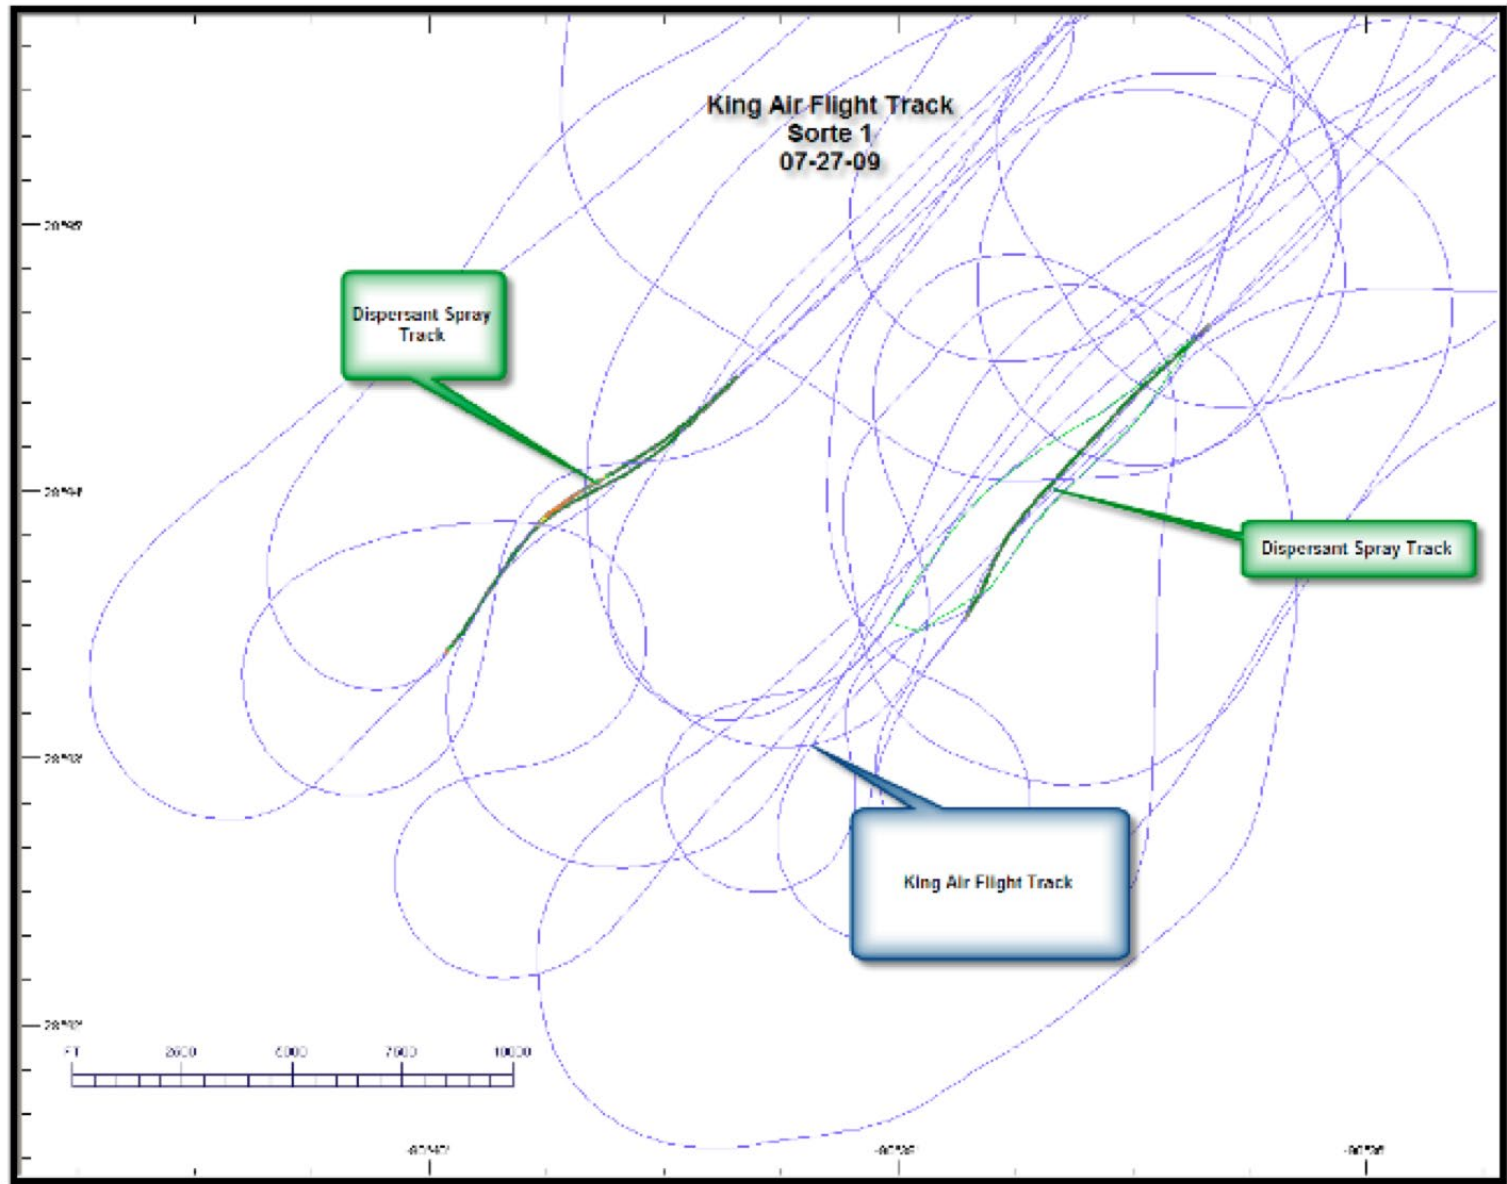 King Air Flight Track
Sorte 1
07-27-09
Dispersant Spray
Track
Dispersant Spray Track
King Air Flight Track
10000